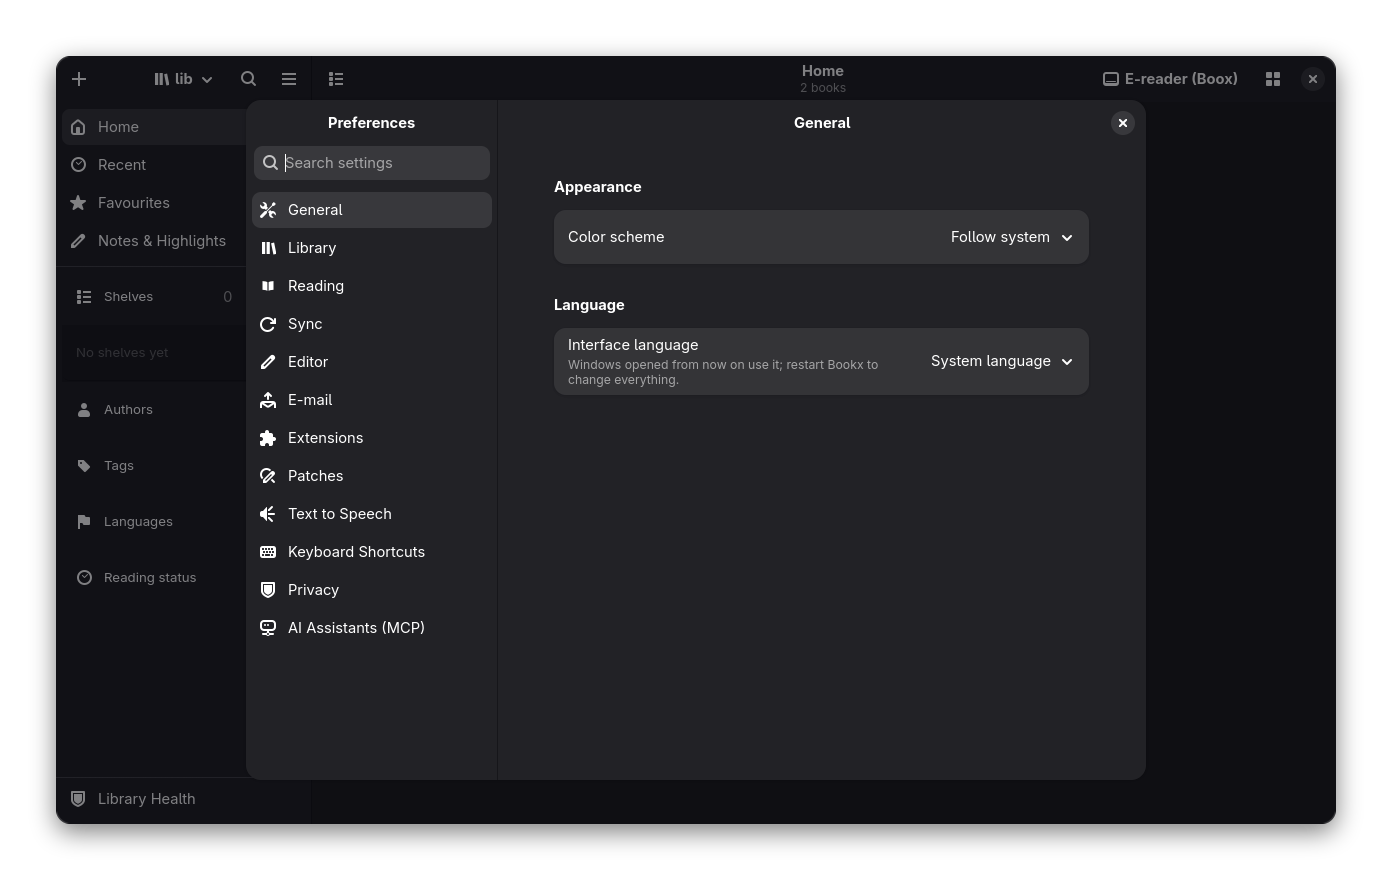 lib
Home
2 books
E-reader (Boox)
Home
Recent
Favourites
Notes & Highlights
Shelves 0
No shelves yet
Authors
Tags
Languages
Reading status
Library Health
Preferences
Search settings
General
Library
Reading
Sync
Editor
E-mail
Extensions
Patches
Text to Speech
Keyboard Shortcuts
Privacy
AI Assistants (MCP)
General
Appearance
Color scheme Follow system
Language
Interface language
Windows opened from now on use it; restart Bookx to
change everything.
System language